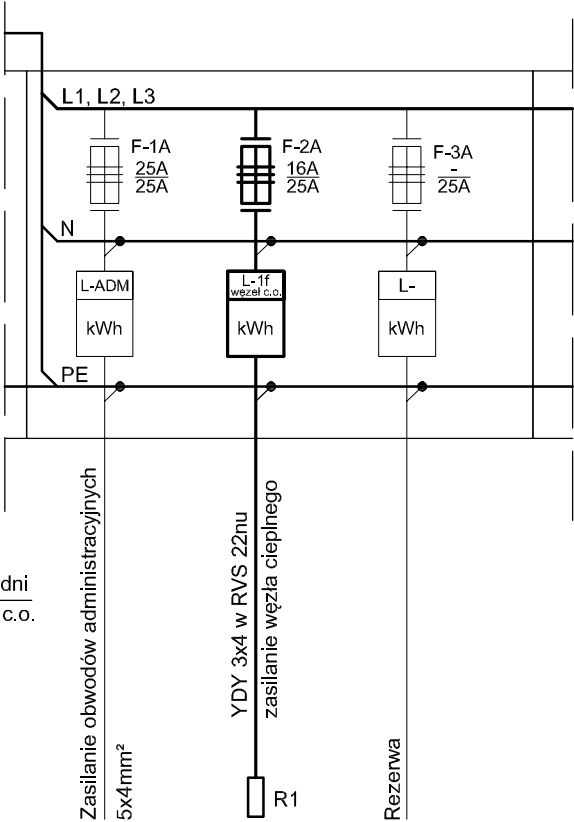 L1, L2, L3
F-1A
25A
25A
F-2A
16A
25A
F-3A
-
25A
N
L-ADM
kWh
L-1f
węzeł c.o.
kWh
L-
kWh
PE
dni
c.o.
Zasilanie obwodów administracyjnych
5x4mm²
YDY 3x4 w RVS 22nu
zasilanie węzła cieplnego
Rezerwa
R1